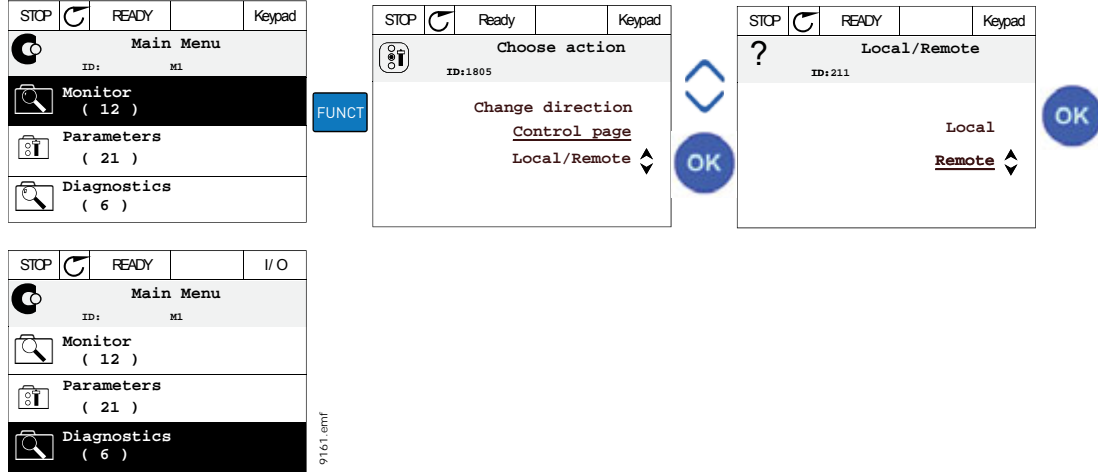 STOP READY Keypad
Main Menu
ID: M1
Monitor
( 12 )
Parameters
( 21 )
Diagnostics
( 6 )
FUNCT
STOP Ready Keypad
Choose action
ID:1805
Change direction
Control page
Local/Remote
OK
STOP READY Keypad
?
Local/Remote
ID:211
Local
Remote
OK
STOP READY I/O
Main Menu
ID: M1
Monitor
( 12 )
Parameters
( 21 )
Diagnostics
( 6 )
9161.emf